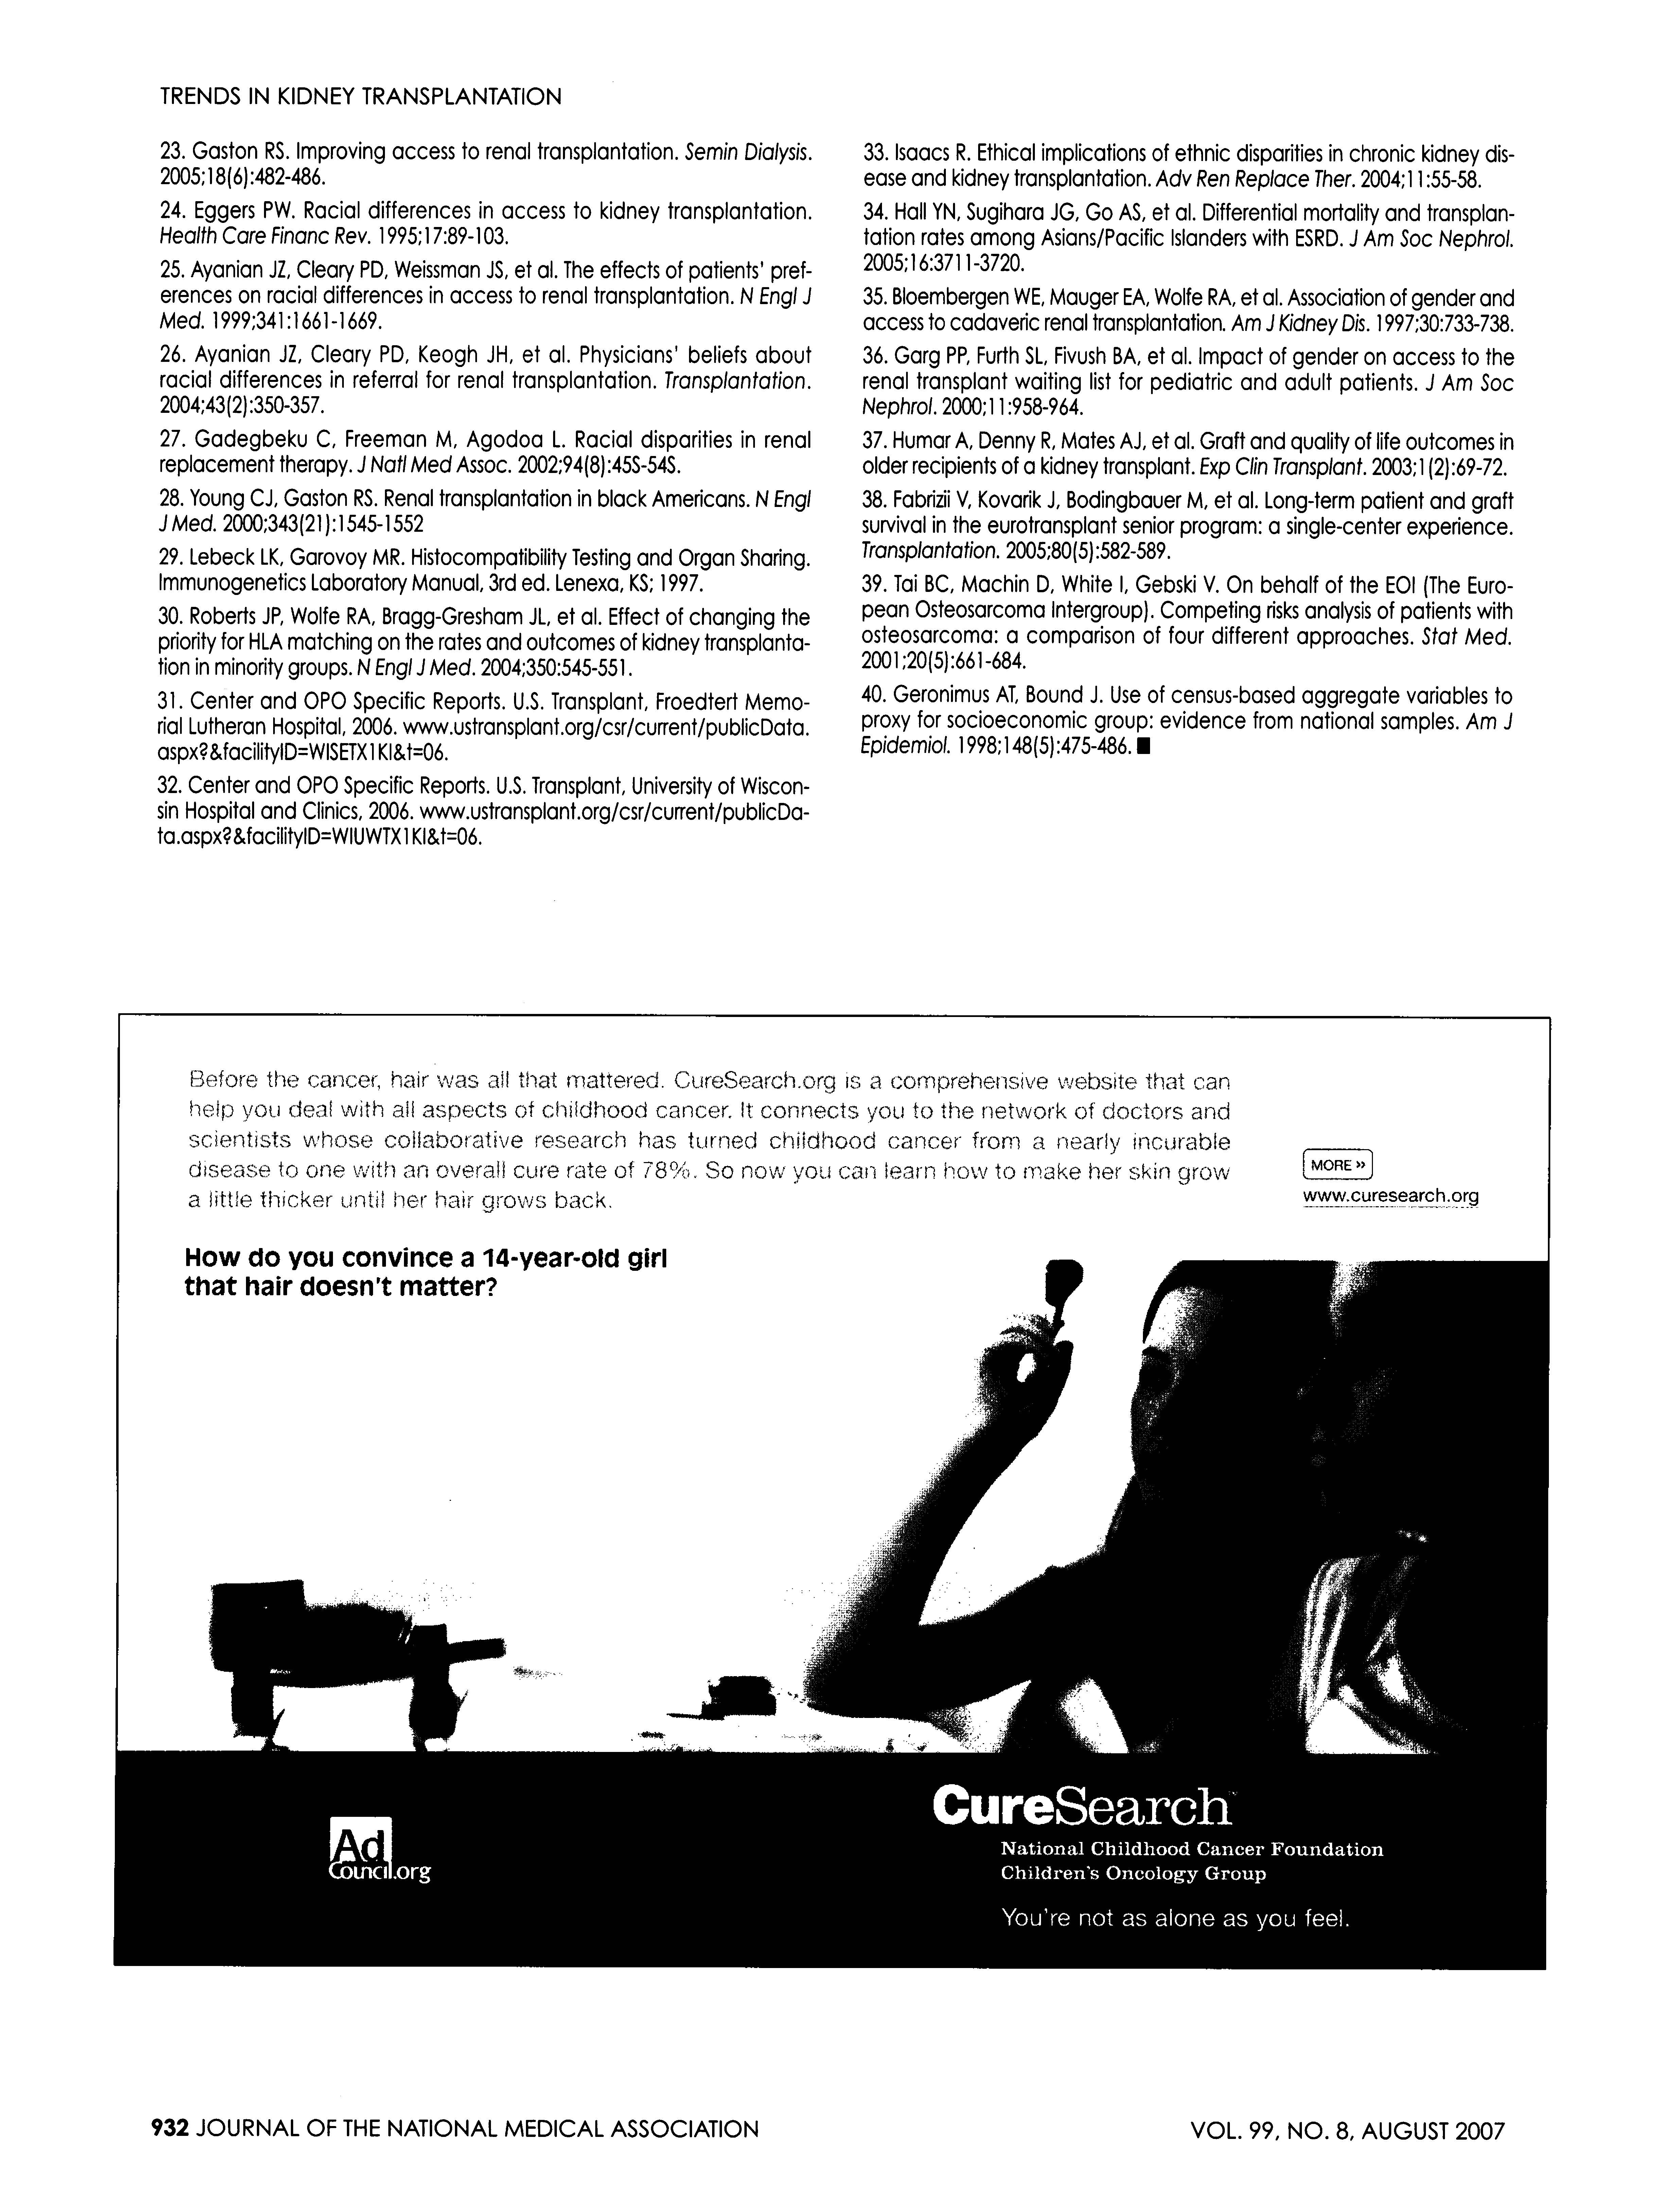 TRENDS IN KIDNEY TRANSPLANTATION
23. Gaston RS. Improving access to renal transplantation. Semin Dialysis.
2005;18(6):482-486.
24. Eggers PW. Racial differences in access to kidney transplantation.
Health Care Financ Rev. 1995;17:89-103.
25. Ayanian JZ, Cleary PD, Weissman JS, et al. The effects of patients' pref-
erences on racial differences in access to renal transplantation. N Engl J
Med. 1999;341:1661-1669.
26. Ayanian JZ, Cleary PD, Keogh JH, et al. Physicians' beliefs about
racial differences in referral for renal transplantation. Transplantation.
2004;43(2):350-357.
27. Gadegbeku C, Freeman M, Agodoa L. Racial disparities in renal
replacement therapy. J Natl Med Assoc. 2002;94(8):45S-54S.
28. Young CJ, Gaston RS. Renal transplantation in black Americans. N Engl
J Med. 2000;343(21):1545-1552
29. Lebeck LK, Garovoy MR. Histocompatibility Testing and Organ Sharing.
Immunogenetics Laboratory Manual, 3rd ed. Lenexa, KS; 1997.
30. Roberts JP, Wolfe RA, Bragg-Gresham JL, et al. Effect of changing the
priority for HLA matching on the rates and outcomes of kidney transplanta-
tion in minority groups. N Engl J Med. 2004;350:545-551.
31. Center and OPO Specific Reports. U.S. Transplant, Froedtert Memo-
rial Lutheran Hospital, 2006. www.ustransplant.org/csr/current/publicData.
aspx?&facilityID=WISETX1KI&t=06.
32. Center and OPO Specific Reports. U.S. Transplant, University of Wiscon-
sin Hospital and Clinics, 2006. www.ustransplant.org/csr/current/publicDa-
ta.aspx?&facilityID=WIUWTX1KI&t=06.
33. Isaacs R. Ethical implications of ethnic disparities in chronic kidney dis-
ease and kidney transplantation. Adv Ren Replace Ther. 2004;11:55-58.
34. Hall YN, Sugihara JG, Go AS, et al. Differential mortality and transplan-
tation rates among Asians/Pacific Islanders with ESRD. J Am Soc Nephrol.
2005;16:3711-3720.
35. Bloembergen WE, Mauger EA, Wolfe RA, et al. Association of gender and
access to cadaveric renal transplantation. Am J Kidney Dis. 1997;30:733-738.
36. Garg PP, Furth SL, Fivush BA, et al. Impact of gender on access to the
renal transplant waiting list for pediatric and adult patients. J Am Soc
Nephrol. 2000;11:958-964.
37. Humar A, Denny R, Mates AJ, et al. Graft and quality of life outcomes in
older recipients of a kidney transplant. Exp Clin Transplant. 2003;1(2):69-72.
38. Fabrizii V, Kovarik J, Bodingbauer M, et al. Long-term patient and graft
survival in the eurotransplant senior program: a single-center experience.
Transplantation. 2005;80(5):582-589.
39. Tai BC, Machin D, White I, Gebski V. On behalf of the EOI (The Euro-
pean Osteosarcoma Intergroup). Competing risks analysis of patients with
osteosarcoma: a comparison of four different approaches. Stat Med.
2001;20(5):661-684.
40. Geronimus AT, Bound J. Use of census-based aggregate variables to
proxy for socioeconomic group: evidence from national samples. Am J
Epidemiol. 1998;148(5):475-486. ■
Before the cancer, hair was all that mattered. CureSearch.org is a comprehensive website that can
help you deal with all aspects of childhood cancer. It connects you to the network of doctors and
scientists whose collaborative research has turned childhood cancer from a nearly incurable
disease to one with an overall cure rate of 78%. So now you can learn how to make her skin grow
a little thicker until her hair grows back.
MORE »
www.curesearch.org
How do you convince a 14-year-old girl
that hair doesn't matter?
Ad
Council.org
CureSearch™
National Childhood Cancer Foundation
Children's Oncology Group
You're not as alone as you feel.
932 JOURNAL OF THE NATIONAL MEDICAL ASSOCIATION
VOL. 99, NO. 8, AUGUST 2007